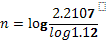 n = log 2.2107 / log1.12